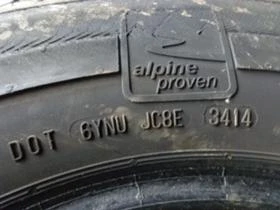 alpine
proven
DOT 6YNU JC8E 3414